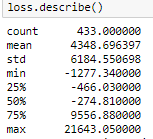 loss.describe()
count 433.000000
mean 4348.696397
std 6184.550698
min -1277.340000
25% -466.030000
50% -274.810000
75% 9556.880000
max 21643.050000